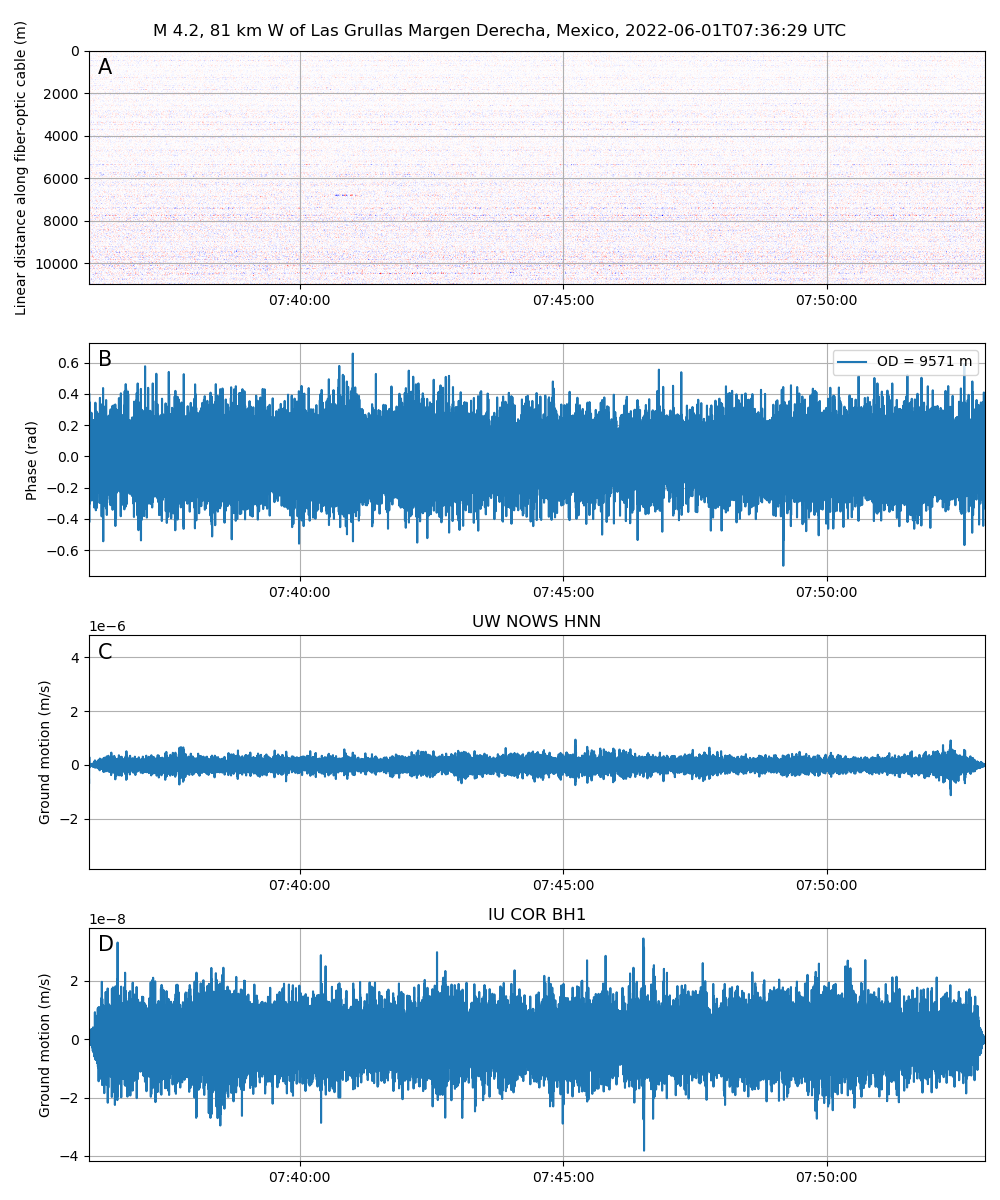 M 4.2, 81 km W of Las Grullas Margen Derecha, Mexico, 2022-06-01T07:36:29 UTC
Linear distance along fiber-optic cable (m)
A
0
2000
4000
6000
8000
10000
07:40:00 07:45:00 07:50:00
Phase (rad)
B
OD = 9571 m
0.6
0.4
0.2
0.0
−0.2
−0.4
−0.6
07:40:00 07:45:00 07:50:00
UW NOWS HNN
1e−6
Ground motion (m/s)
C
4
2
0
−2
07:40:00 07:45:00 07:50:00
IU COR BH1
1e−8
Ground motion (m/s)
D
2
0
−2
−4
07:40:00 07:45:00 07:50:00